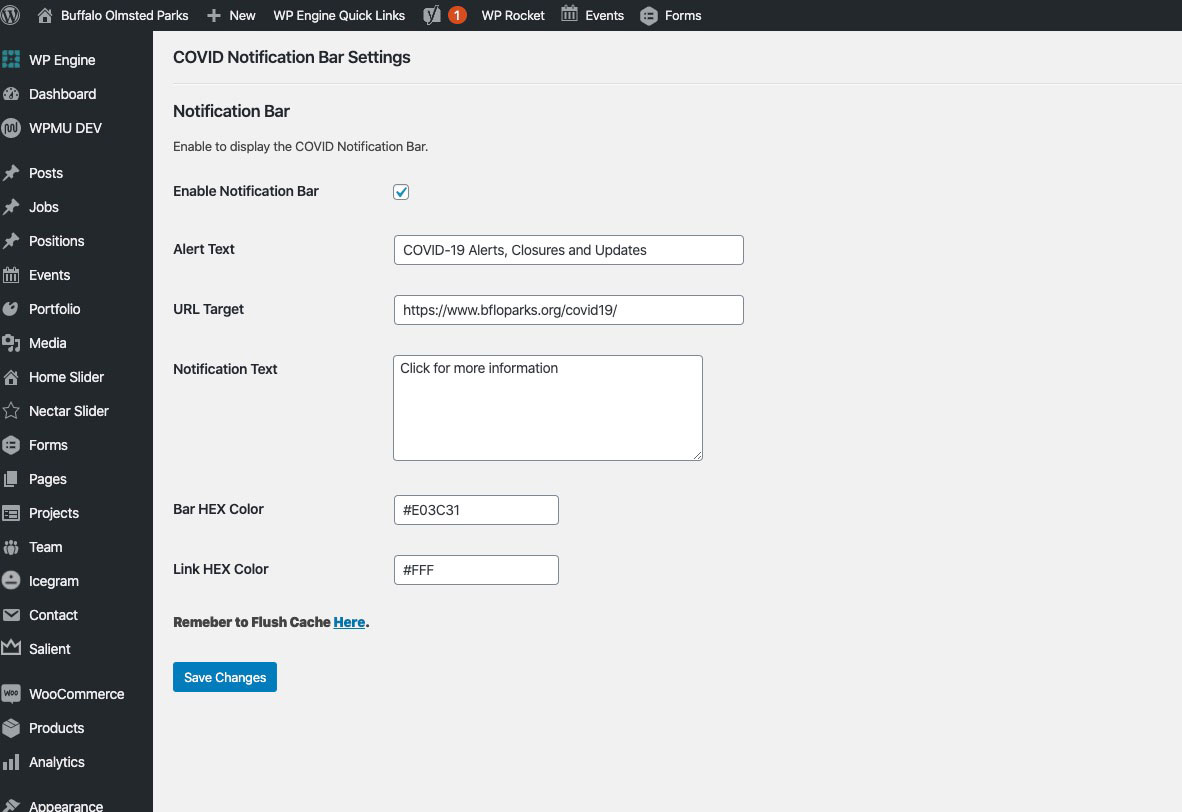 Buffalo Olmsted Parks New WP Engine Quick Links 1 WP Rocket Events Forms
WP Engine
Dashboard
WPMU DEV
Posts
Jobs
Positions
Events
Portfolio
Media
Home Slider
Nectar Slider
Forms
Pages
Projects
Team
Icegram
Contact
Salient
WooCommerce
Products
Analytics
Appearance
COVID Notification Bar Settings
Notification Bar
Enable to display the COVID Notification Bar.
Enable Notification Bar
Alert Text COVID-19 Alerts, Closures and Updates
URL Target https://www.bfloparks.org/covid19/
Notification Text Click for more information
Bar HEX Color #E03C31
Link HEX Color #FFF
Remeber to Flush Cache Here.
Save Changes